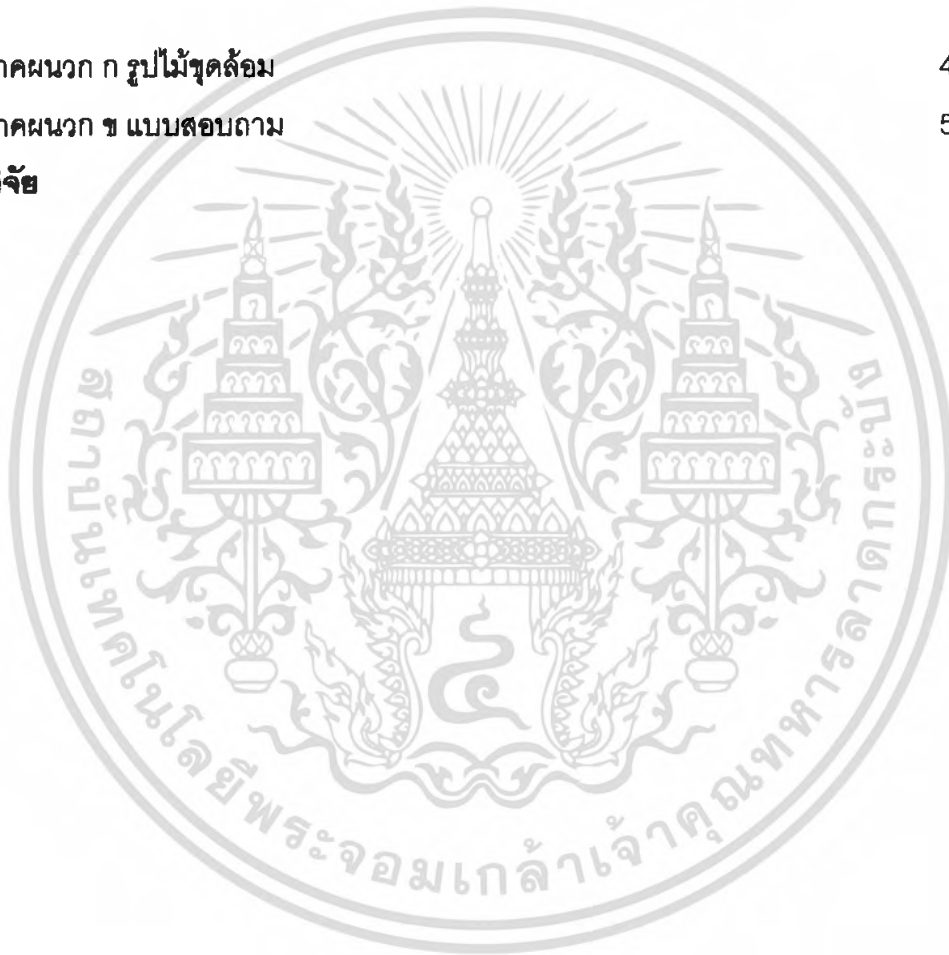 าคผนวก ก รูปไม้ขุดล้อม 4
าคผนวก ข แบบสอบถาม 5
จัย
๔
สถาบันเทคโนโลยีพระจอมเกล้าเจ้าคุณทหารลาดกระบัง